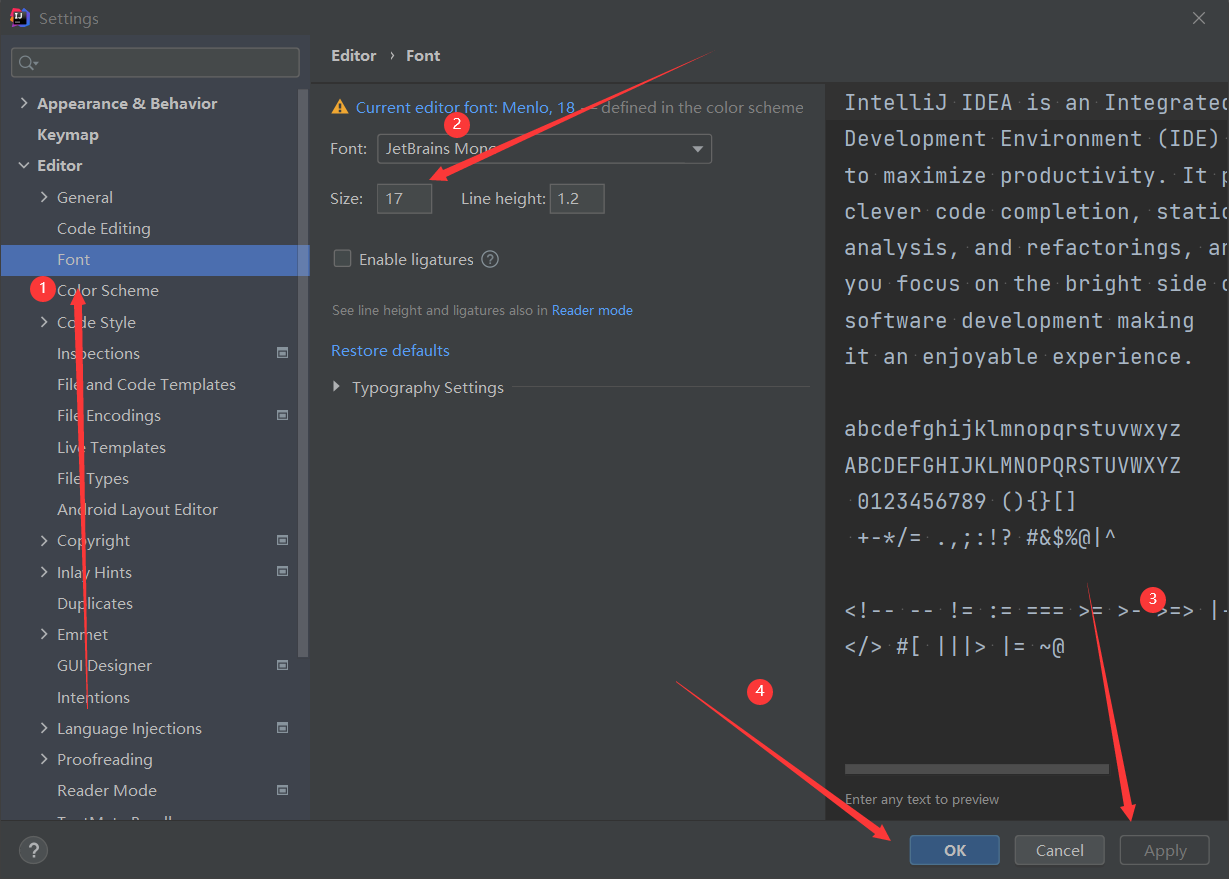 Settings
Appearance & Behavior
Keymap
Editor
General
Code Editing
Font
1
Color Scheme
Code Style
Inspections
File and Code Templates
File Encodings
Live Templates
File Types
Android Layout Editor
Copyright
Inlay Hints
Duplicates
Emmet
GUI Designer
Intentions
Language Injections
Proofreading
Reader Mode
Editor › Font
Current editor font: Menlo, 18 — defined in the color scheme
2
Font: JetBrains Mono
Size: 17 Line height: 1.2
Enable ligatures ?
See line height and ligatures also in Reader mode
Restore defaults
Typography Settings
IntelliJ IDEA is an Integrated
Development Environment (IDE)
to maximize productivity. It
clever code completion, static
analysis, and refactorings,
you focus on the bright side
software development making
it an enjoyable experience.
abcdefghijklmnopqrstuvwxyz
ABCDEFGHIJKLMNOPQRSTUVWXYZ
0123456789 (){}[]
+-*/= .,;:!? #&$%@|^
3
<!-- -- != := === >= >- >=> |-
</> #[ |||> |= ~@
4
Enter any text to preview
? OK Cancel Apply